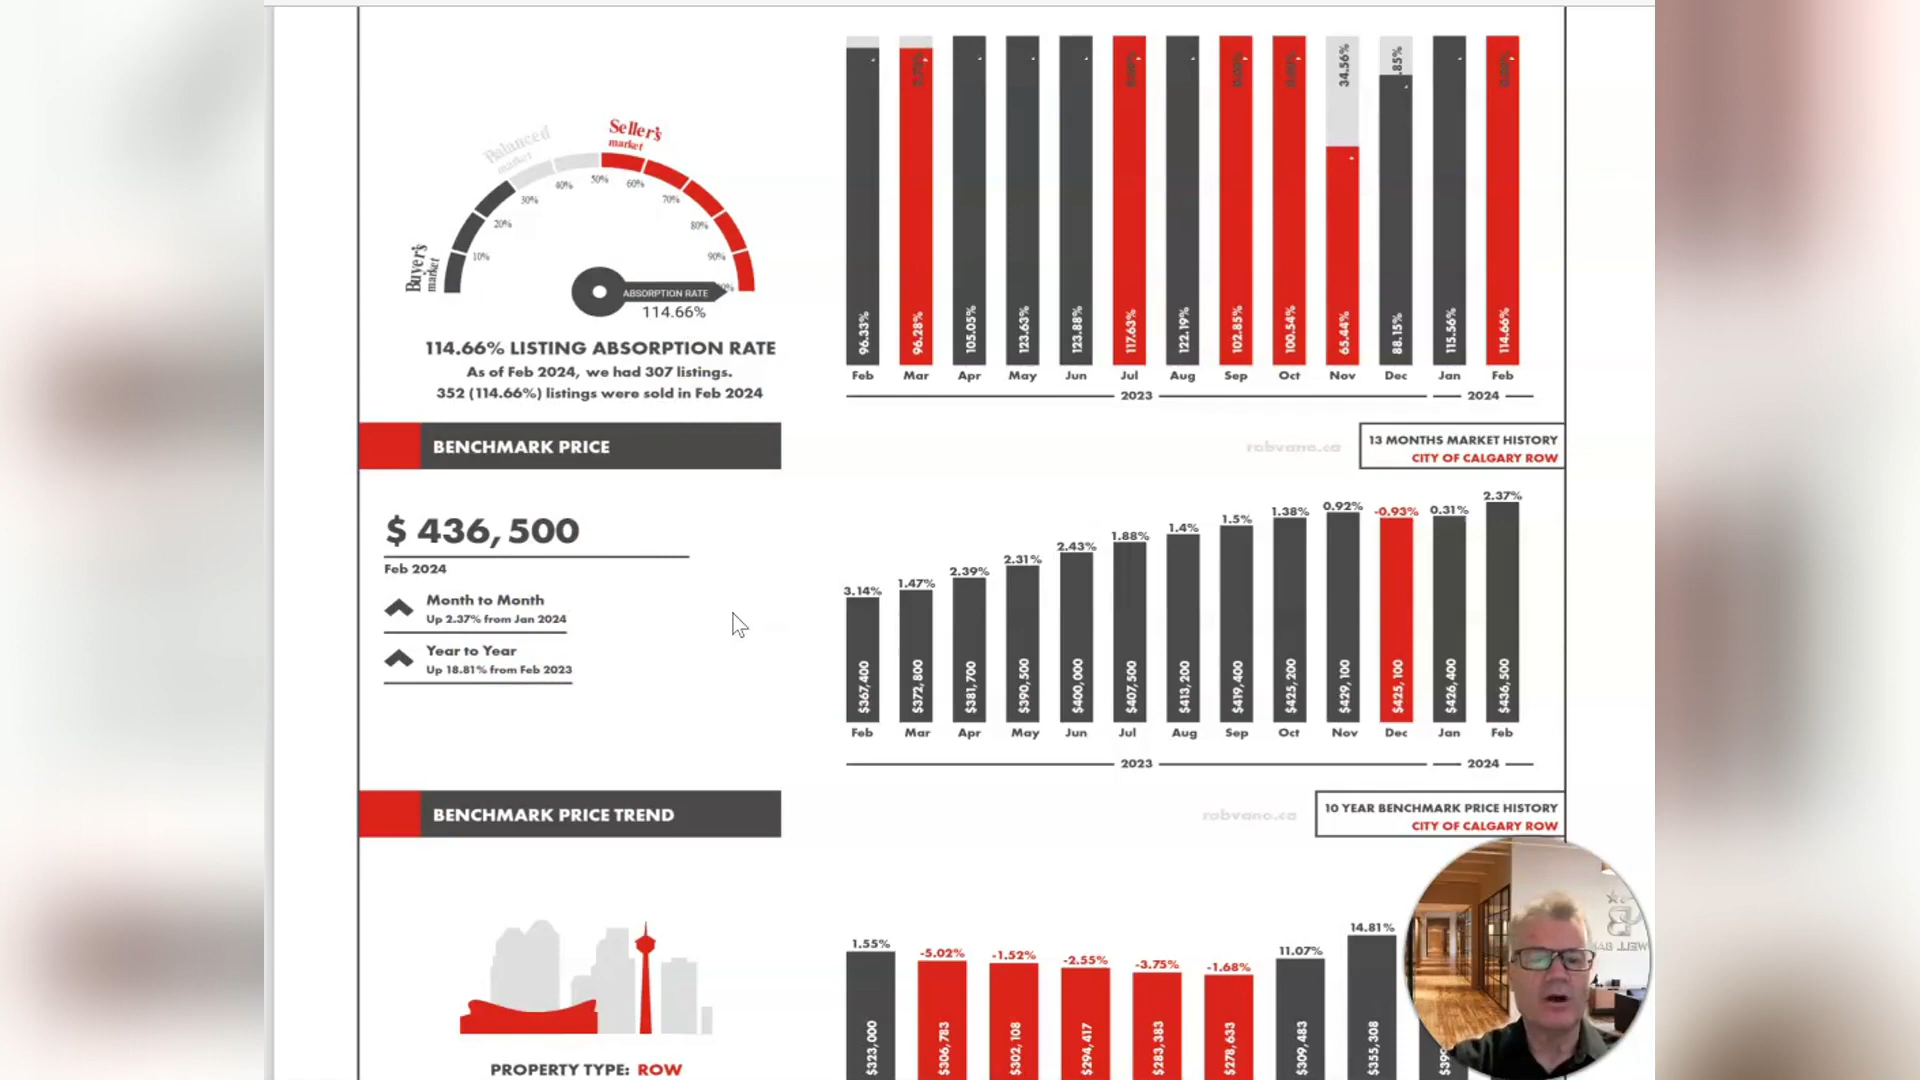 Balanced
market
Seller's
market
Buyer's
market
10%
20%
30%
40%
50%
60%
70%
80%
90%
ABSORPTION RATE
114.66%
114.66% LISTING ABSORPTION RATE
As of Feb 2024, we had 307 listings.
352 (114.66%) listings were sold in Feb 2024
34.56%
96.33% 96.28% 105.05% 123.63% 123.88% 117.63% 122.19% 102.85% 100.54% 65.44% 88.15% 115.56% 114.66%
Feb Mar Apr May Jun Jul Aug Sep Oct Nov Dec Jan Feb
2023 2024
BENCHMARK PRICE
robvanc.ca
13 MONTHS MARKET HISTORY
CITY OF CALGARY ROW
$ 436,500
Feb 2024
Month to Month
Up 2.37% from Jan 2024
Year to Year
Up 18.81% from Feb 2023
3.14% 1.47% 2.39% 2.31% 2.43% 1.88% 1.4% 1.5% 1.38% 0.92% -0.93% 0.31% 2.37%
$367,400 $372,800 $381,700 $390,500 $400,000 $407,500 $413,200 $419,400 $425,200 $429,100 $425,100 $426,400 $436,500
Feb Mar Apr May Jun Jul Aug Sep Oct Nov Dec Jan Feb
2023 2024
BENCHMARK PRICE TREND
robvanc.ca
10 YEAR BENCHMARK PRICE HISTORY
CITY OF CALGARY ROW
1.55% -5.02% -1.52% -2.55% -3.75% -1.68% 11.07% 14.81%
$323,000 $306,783 $302,108 $294,417 $283,383 $278,633 $309,483 $355,308
PROPERTY TYPE: ROW